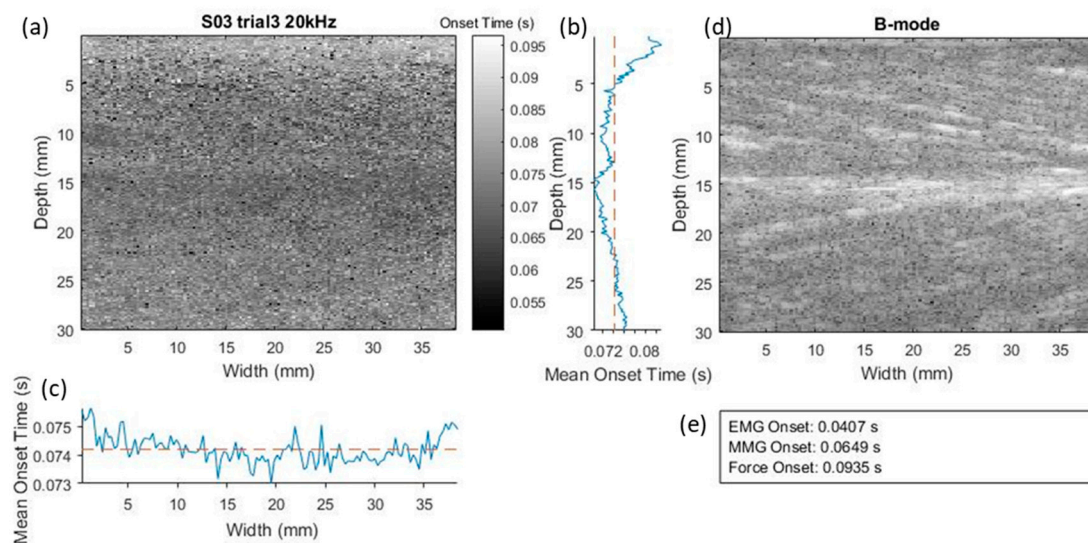 (a)
S03 trial3 20kHz
Onset Time (s)
0.095
0.09
0.085
0.08
0.075
0.07
0.065
0.06
0.055
Depth (mm)
5
10
15
20
25
30
5 10 15 20 25 30 35
Width (mm)
(b)
Depth (mm)
5
10
15
20
25
30
0.072 0.08
Mean Onset Time (s)
(d)
B-mode
Depth (mm)
5
10
15
20
25
30
5 10 15 20 25 30 35
Width (mm)
(c)
Mean Onset Time (s)
0.075
0.074
0.073
5 10 15 20 25 30 35
Width (mm)
(e)
EMG Onset: 0.0407 s
MMG Onset: 0.0649 s
Force Onset: 0.0935 s